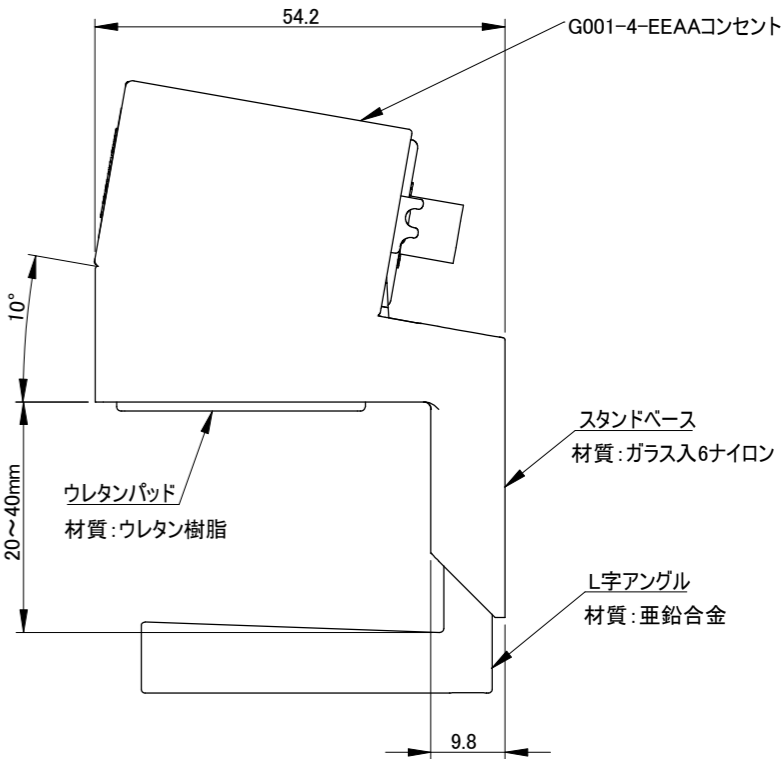 54.2
G001-4-EEAAコンセント
10°
スタンドベース
材質:ガラス入6ナイロン
ウレタンパッド
材質:ウレタン樹脂
20~40mm
L字アングル
材質:亜鉛合金
9.8